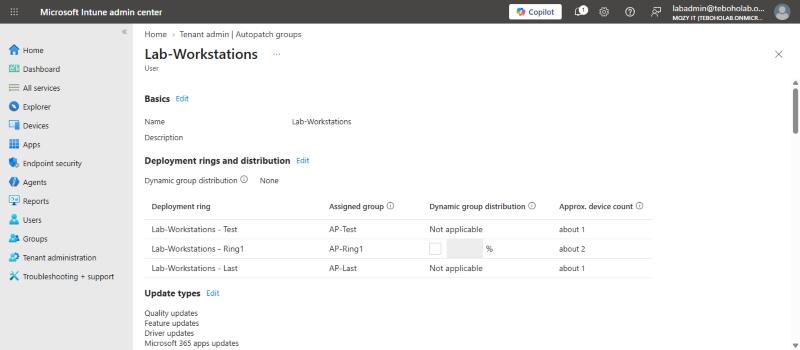 Microsoft Intune admin center
Copilot
1
labadmin@teboholab.o...
MOZY IT (TEBOHOLAB.ONMICR...
Home
Dashboard
All services
Explorer
Devices
Apps
Endpoint security
Agents
Reports
Users
Groups
Tenant administration
Troubleshooting + support
Home > Tenant admin | Autopatch groups
Lab-Workstations ...
User
Basics Edit
Name Lab-Workstations
Description
Deployment rings and distribution Edit
Dynamic group distribution None
Deployment ring Assigned group Dynamic group distribution Approx. device count
Lab-Workstations - Test AP-Test Not applicable about 1
Lab-Workstations - Ring1 AP-Ring1 % about 2
Lab-Workstations - Last AP-Last Not applicable about 1
Update types Edit
Quality updates
Feature updates
Driver updates
Microsoft 365 apps updates